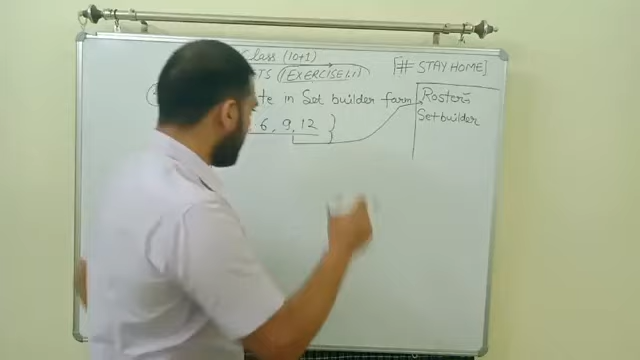 Class (10+1)
TS (EXERCISE 1.1)
[# STAY HOME]
te in Set builder form
Roster
Set builder
6, 9, 12 }